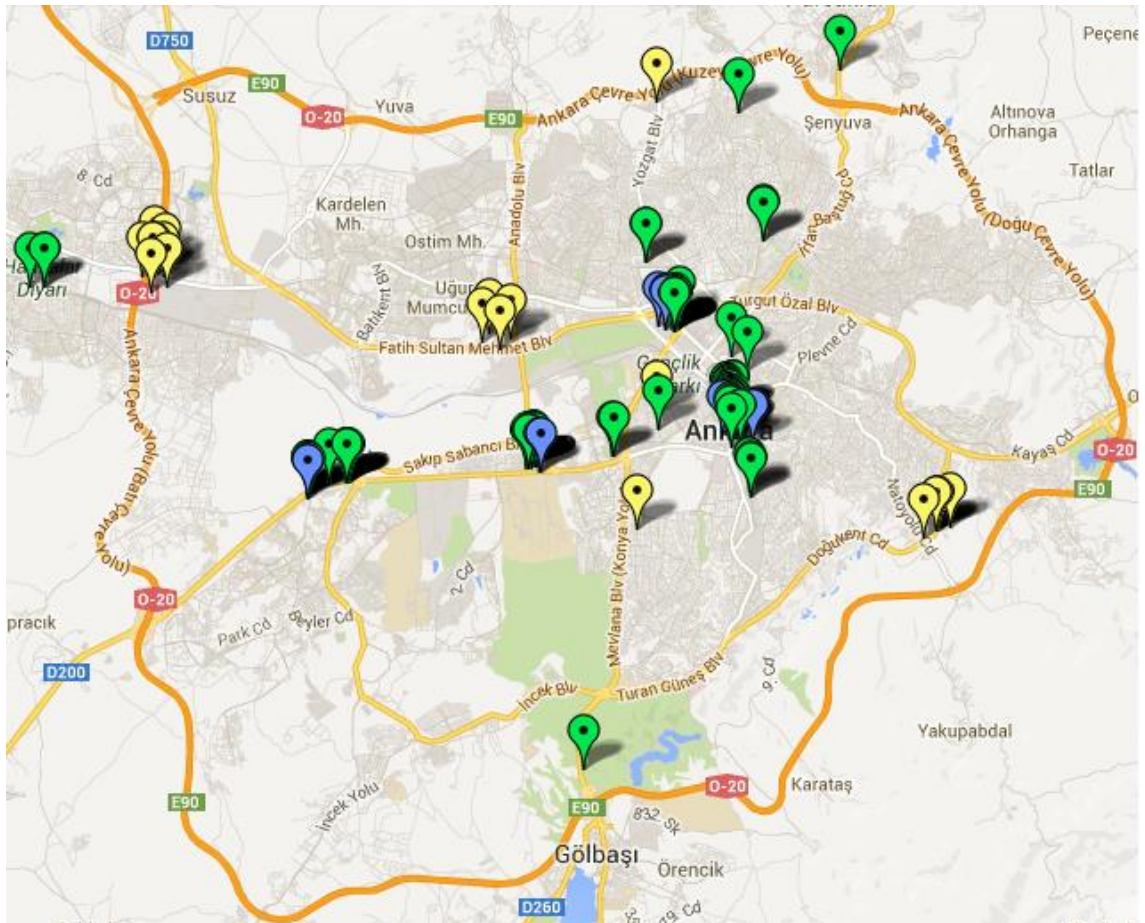 D750
Peçene
E90
Susuz
Yuva
O-20
E90
Ankara Çevre Yolu (Kuzey Çevre Yolu)
Şenyuva
Altınova
Orhanga
Tatlar
Ankara Çevre Yolu (Doğu Çevre Yolu)
8. Cd
Yozgat Blv
Anadolu Blv
Kardelen
Mh.
Ostim Mh.
İrfan Baştuğ Cd
Diyarı
O-20
Batıkent Blv
Uğur
Mumcu
Turgut Özal Blv
Fatih Sultan Mehmet Blv
Plevne Cd
Gençlik
Ankara Çevre Yolu (Batı Çevre Yolu)
Ankara
Sakıp Sabancı
Kayaş Cd
O-20
E90
Natoyolu Cd
Doğukent Cd
Mevlana Blv (Konya Yolu
2. Cd
O-20
pracık
Park Cd
Beyler Cd
D200
İncek Blv
Turan Güneş Blv
9. Cd
Yakupabdal
O-20
Karataş
E90
İncek Yolu
E90
832. Sk
Gölbaşı
Örencik
D260